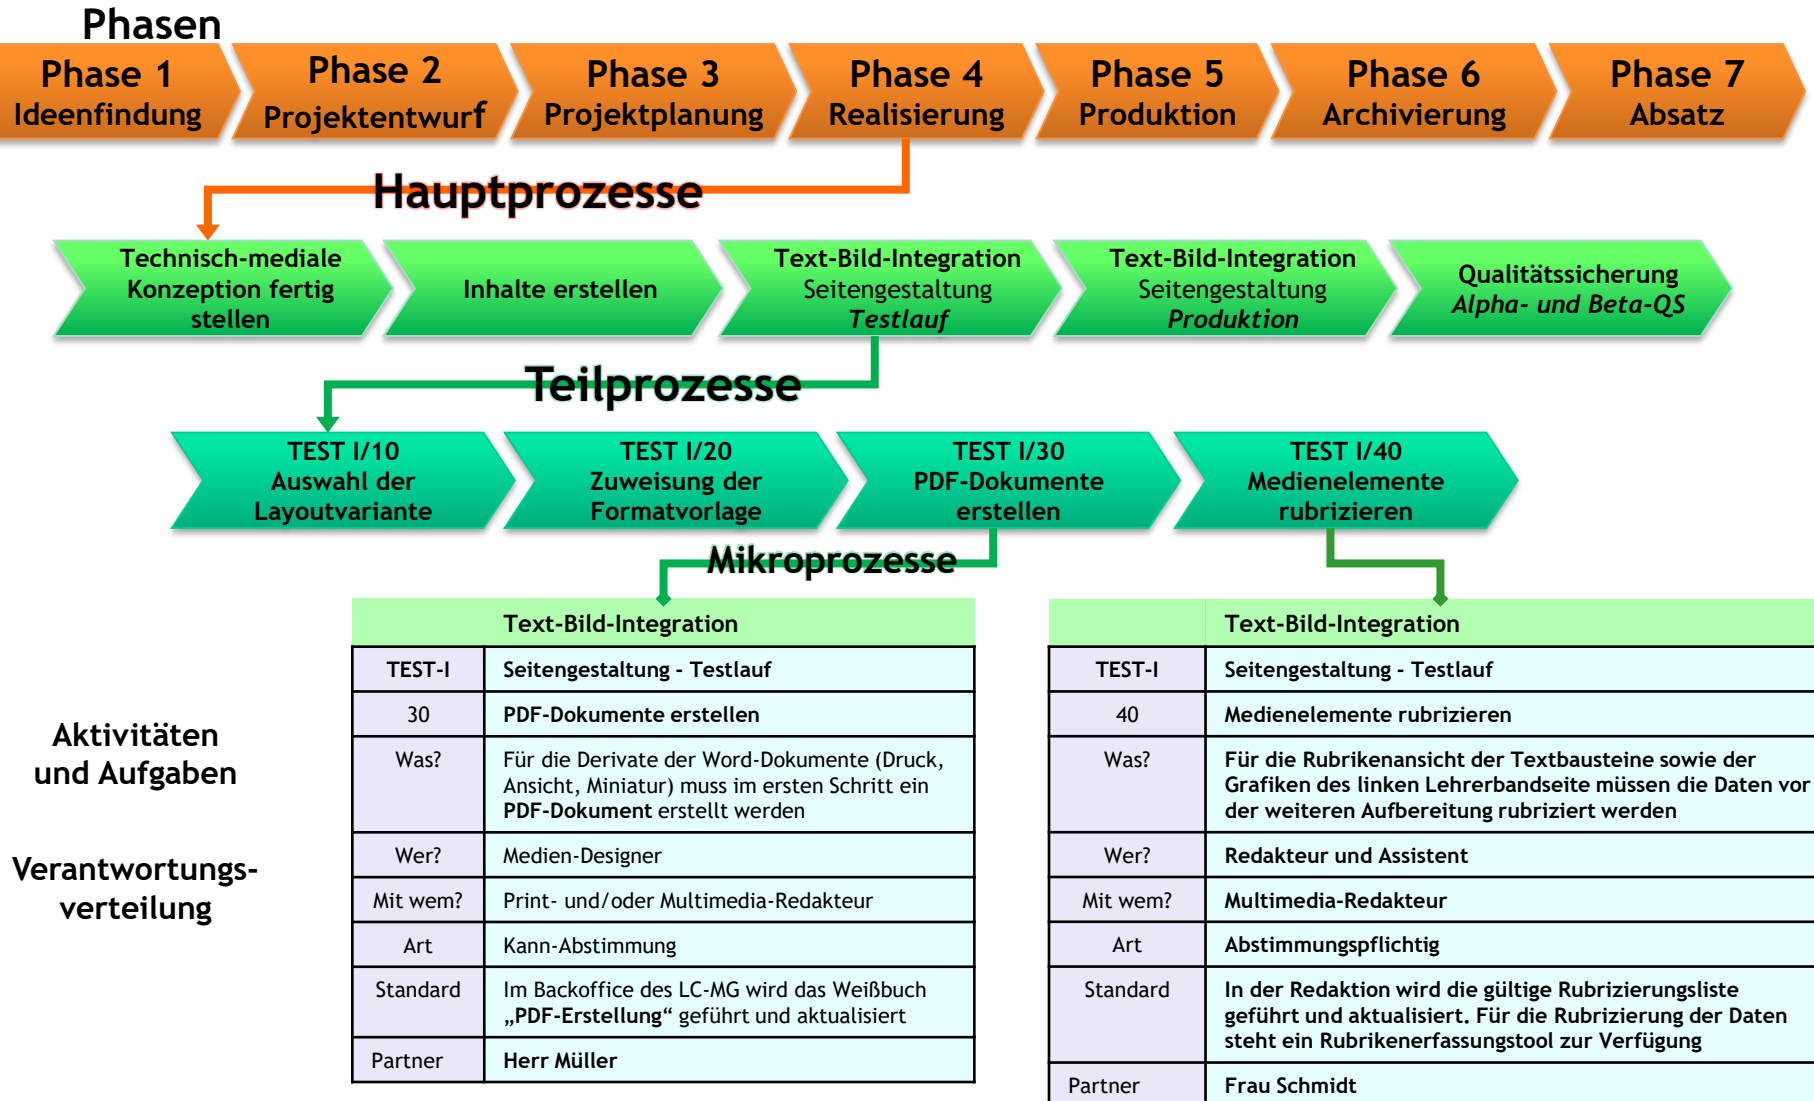 Phasen
Phase 1
Ideenfindung
Phase 2
Projektentwurf
Phase 3
Projektplanung
Phase 4
Realisierung
Phase 5
Produktion
Phase 6
Archivierung
Phase 7
Absatz
Hauptprozesse
Technisch-mediale
Konzeption fertig
stellen
Inhalte erstellen
Text-Bild-Integration
Seitengestaltung
Testlauf
Text-Bild-Integration
Seitengestaltung
Produktion
Qualitätssicherung
Alpha- und Beta-QS
Teilprozesse
TEST I/10
Auswahl der
Layoutvariante
TEST I/20
Zuweisung der
Formatvorlage
TEST I/30
PDF-Dokumente
erstellen
TEST I/40
Medienelemente
rubrizieren
Mikroprozesse
Aktivitäten
und Aufgaben
Verantwortungs-
verteilung
Text-Bild-Integration
TEST-I
Seitengestaltung - Testlauf
30
PDF-Dokumente erstellen
Was?
Für die Derivate der Word-Dokumente (Druck,
Ansicht, Miniatur) muss im ersten Schritt ein
PDF-Dokument erstellt werden
Wer?
Medien-Designer
Mit wem?
Print- und/oder Multimedia-Redakteur
Art
Kann-Abstimmung
Standard
Im Backoffice des LC-MG wird das Weißbuch
„PDF-Erstellung“ geführt und aktualisiert
Partner
Herr Müller
Text-Bild-Integration
TEST-I
Seitengestaltung - Testlauf
40
Medienelemente rubrizieren
Was?
Für die Rubrikenansicht der Textbausteine sowie der
Grafiken des linken Lehrerbandseite müssen die Daten vor
der weiteren Aufbereitung rubriziert werden
Wer?
Redakteur und Assistent
Mit wem?
Multimedia-Redakteur
Art
Abstimmungspflichtig
Standard
In der Redaktion wird die gültige Rubrizierungsliste
geführt und aktualisiert. Für die Rubrizierung der Daten
steht ein Rubrikenerfassungstool zur Verfügung
Partner
Frau Schmidt